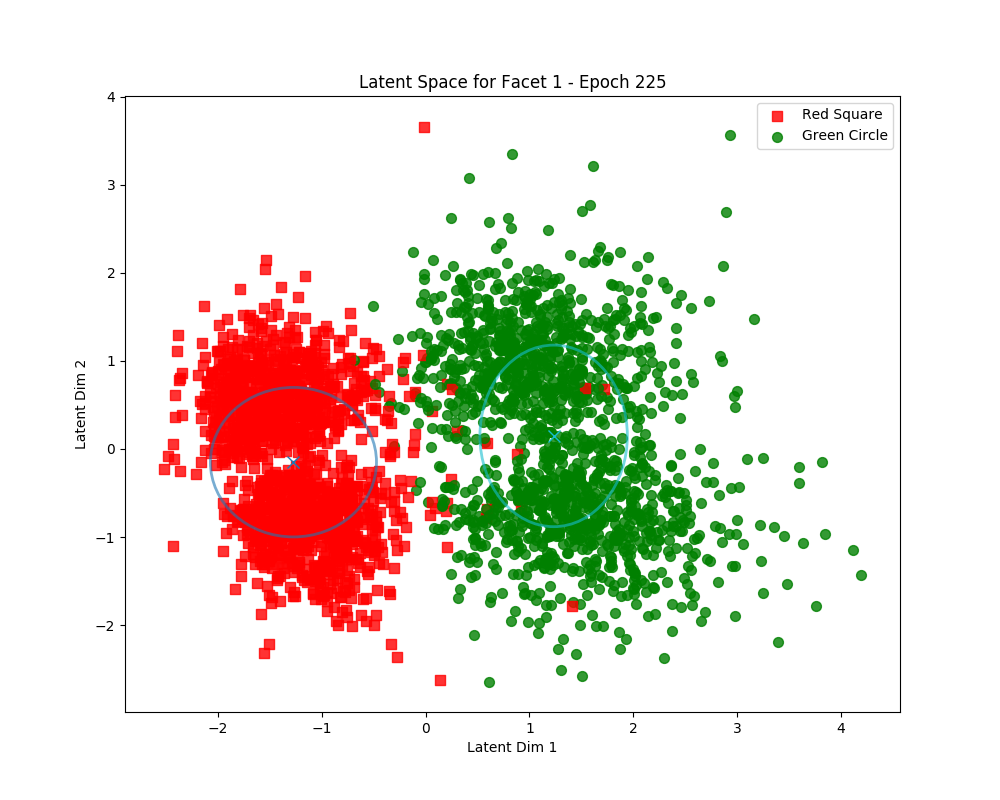 Latent Space for Facet 1 - Epoch 225
Red Square
Green Circle
4
3
2
1
0
−1
−2
Latent Dim 2
−2
−1
0
1
2
3
4
Latent Dim 1